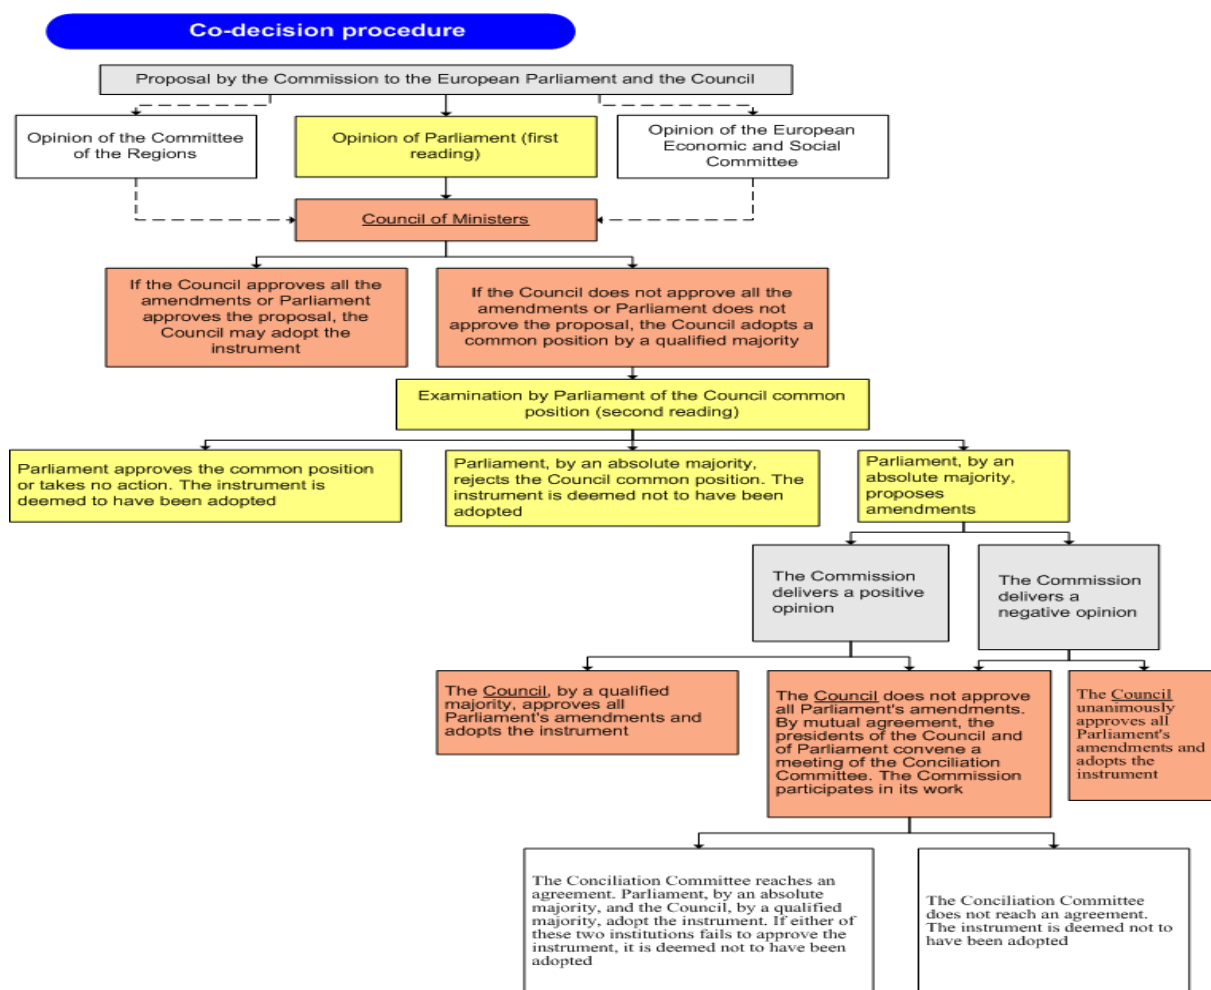 Co-decision procedure
Proposal by the Commission to the European Parliament and the Council
Opinion of the Committee
of the Regions
Opinion of Parliament (first
reading)
Opinion of the European
Economic and Social
Committee
Council of Ministers
If the Council approves all the
amendments or Parliament
approves the proposal, the
Council may adopt the
instrument
If the Council does not approve all the
amendments or Parliament does not
approve the proposal, the Council adopts a
common position by a qualified majority
Examination by Parliament of the Council common
position (second reading)
Parliament approves the common position
or takes no action. The instrument is
deemed to have been adopted
Parliament, by an absolute majority,
rejects the Council common position. The
instrument is deemed not to have been
adopted
Parliament, by an
absolute majority,
proposes
amendments
The Commission
delivers a positive
opinion
The Commission
delivers a
negative opinion
The Council, by a qualified
majority, approves all
Parliament's amendments and
adopts the instrument
The Council does not approve
all Parliament's amendments.
By mutual agreement, the
presidents of the Council and
of Parliament convene a
meeting of the Conciliation
Committee. The Commission
participates in its work
The Council
unanimously
approves all
Parliament's
amendments and
adopts the
instrument
The Conciliation Committee reaches an
agreement. Parliament, by an absolute
majority, and the Council, by a qualified
majority, adopt the instrument. If either of
these two institutions fails to approve the
instrument, it is deemed not to have been
adopted
The Conciliation Committee
does not reach an agreement.
The instrument is deemed not to
have been adopted